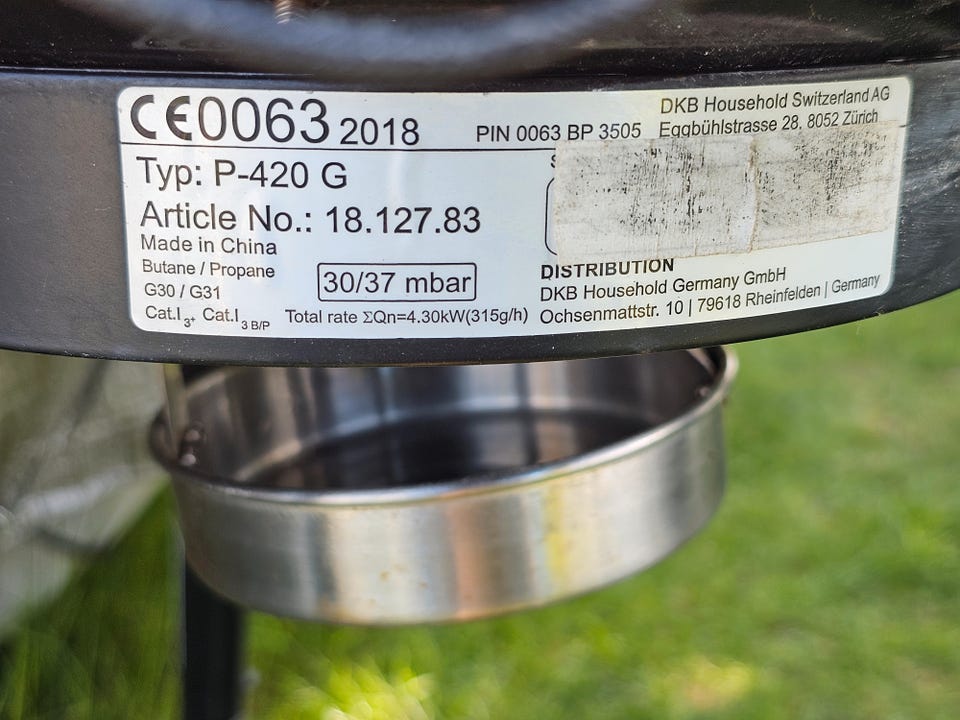 CE0063 2018 PIN 0063 BP 3505
DKB Household Switzerland AG
Eggbühlstrasse 28, 8052 Zürich
Typ: P-420 G
Article No.: 18.127.83
Made in China
Butane / Propane
G30 / G31
30/37 mbar
Cat.I 3+ Cat.I 3 B/P
Total rate ΣQn=4.30kW(315g/h)
DISTRIBUTION
DKB Household Germany GmbH
Ochsenmattstr. 10 | 79618 Rheinfelden | Germany